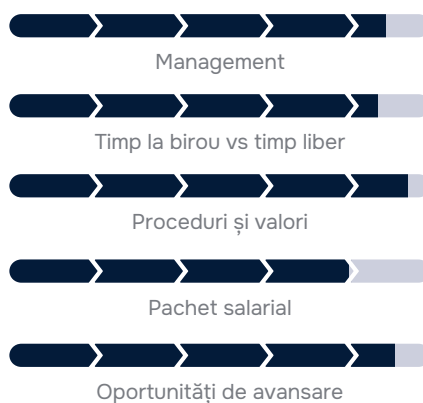 Management
Timp la birou vs timp liber
Proceduri și valori
Pachet salarial
Oportunități de avansare